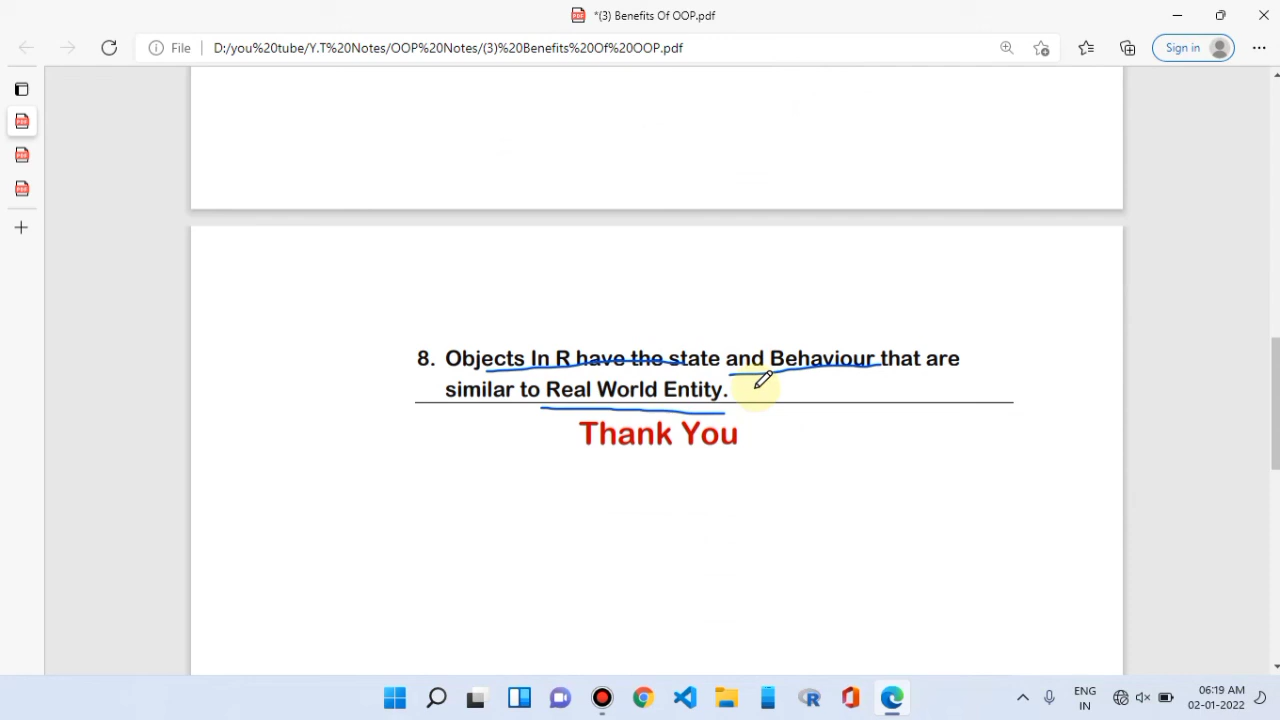 *(3) Benefits Of OOP.pdf
File
D:/you%20tube/Y.T%20Notes/OOP%20Notes/(3)%20Benefits%20Of%20OOP.pdf
Sign in
8. Objects In R have the state and Behaviour that are
similar to Real World Entity.
Thank You
ENG
IN
06:19 AM
02-01-2022